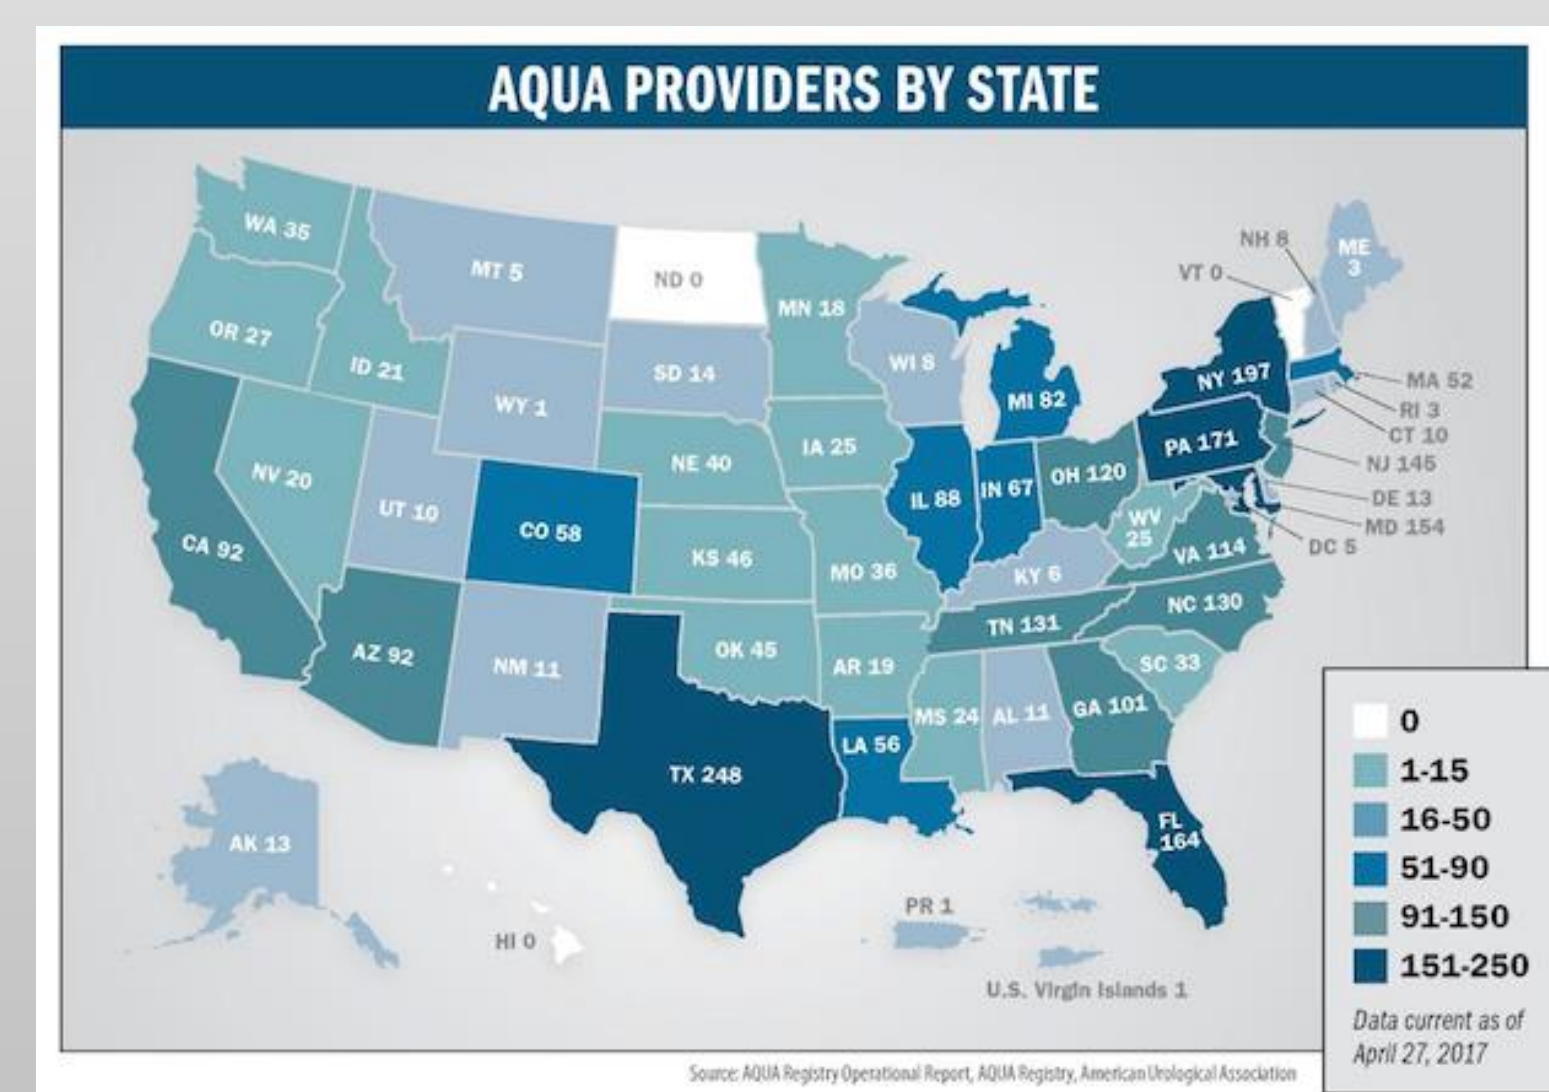 AQUA PROVIDERS BY STATE
WA 35
MT 5
ND 0
MN 18
NH 8
VT 0
ME
3
OR 27
ID 21
WY 1
SD 14
WI 8
MI 82
NY 197
MA 52
RI 3
CT 10
NJ 145
DE 13
MD 154
DC 5
NV 20
UT 10
CO 58
NE 40
IA 25
IL 88
IN 67
OH 120
PA 171
WV
25
VA 114
CA 92
KS 46
MO 36
KY 6
NC 130
TN 131
AZ 92
NM 11
OK 45
AR 19
SC 33
MS 24
AL 11
GA 101
LA 56
TX 248
FL
164
AK 13
HI 0
PR 1
U.S. Virgin Islands 1
0
1-15
16-50
51-90
91-150
151-250
Data current as of
April 27, 2017
Source: AQUA Registry Operational Report, AQUA Registry, American Urological Association